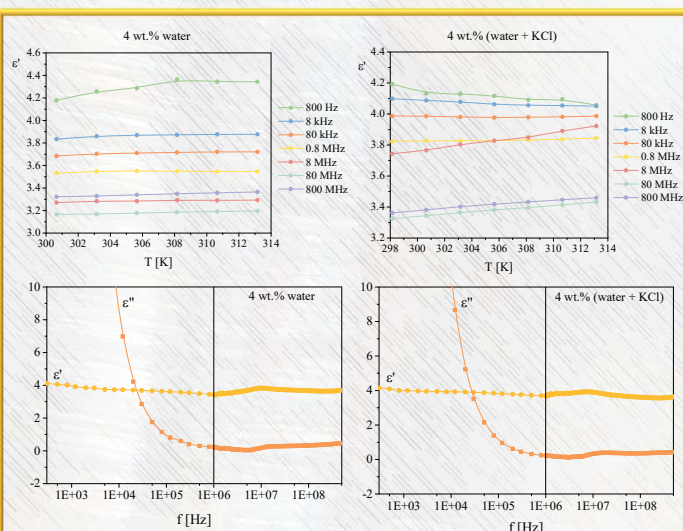 4 wt.% water
ε'
4.6
4.4
4.2
4.0
3.8
3.6
3.4
3.2
3.0
300
302
304
306
308
310
312
314
T [K]
800 Hz
8 kHz
80 kHz
0.8 MHz
8 MHz
80 MHz
800 MHz
4 wt.% (water + KCl)
ε'
4.4
4.2
4.0
3.8
3.6
3.4
3.2
298
300
302
304
306
308
310
312
314
T [K]
800 Hz
8 kHz
80 kHz
0.8 MHz
8 MHz
80 MHz
800 MHz
10
8
6
4
2
0
-2
ε''
4 wt.% water
ε'
1E+03
1E+04
1E+05
1E+06
1E+07
1E+08
f [Hz]
10
8
6
4
2
0
-2
ε''
4 wt.% (water + KCl)
ε'
1E+03
1E+04
1E+05
1E+06
1E+07
1E+08
f [Hz]